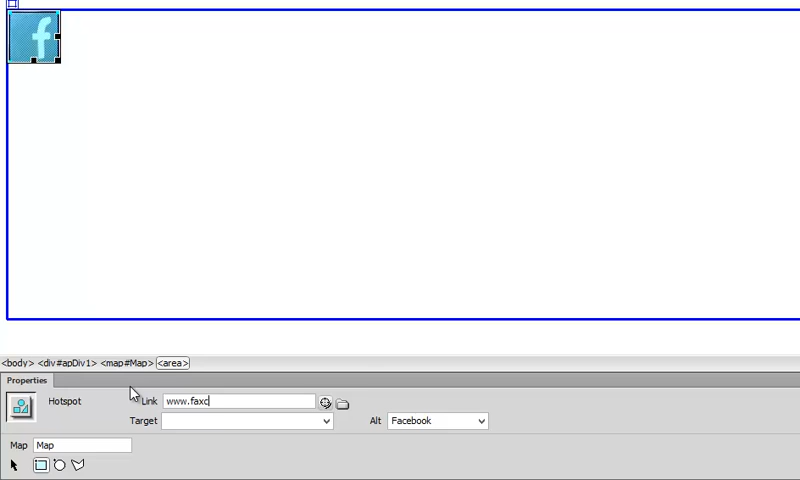 f
<body> <div#apDiv1> <map#Map> <area>
Properties
Hotspot
Link www.faxc
Target
Alt Facebook
Map Map